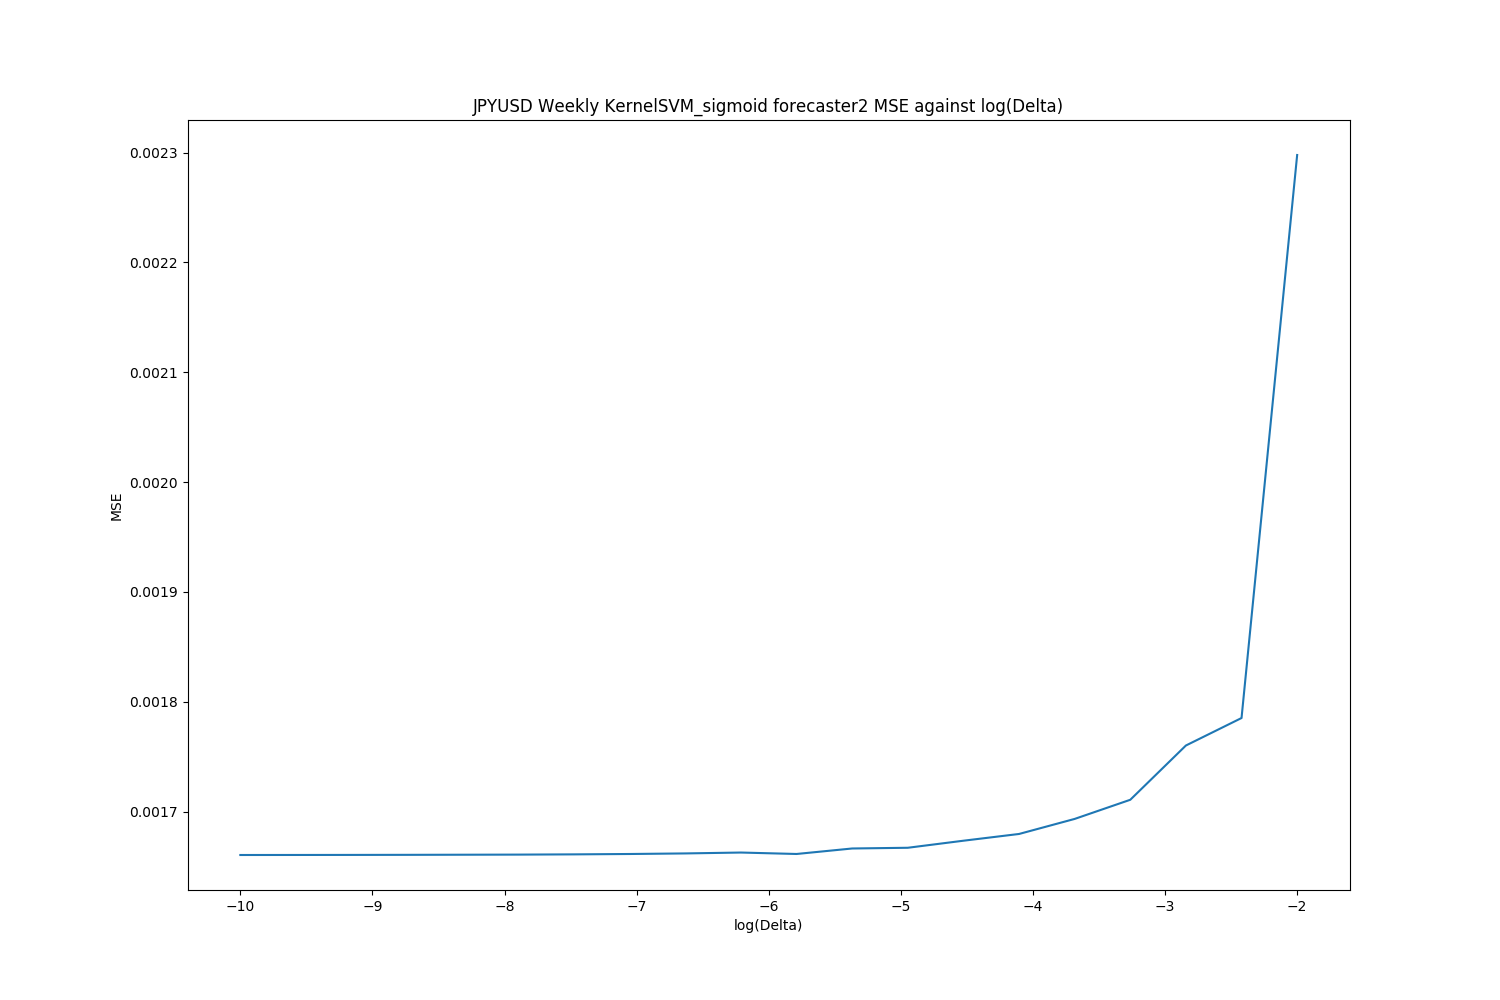 JPYUSD Weekly KernelSVM_sigmoid forecaster2 MSE against log(Delta)
0.0023
0.0022
0.0021
0.0020
0.0019
0.0018
0.0017
MSE
−10 −9 −8 −7 −6 −5 −4 −3 −2
log(Delta)